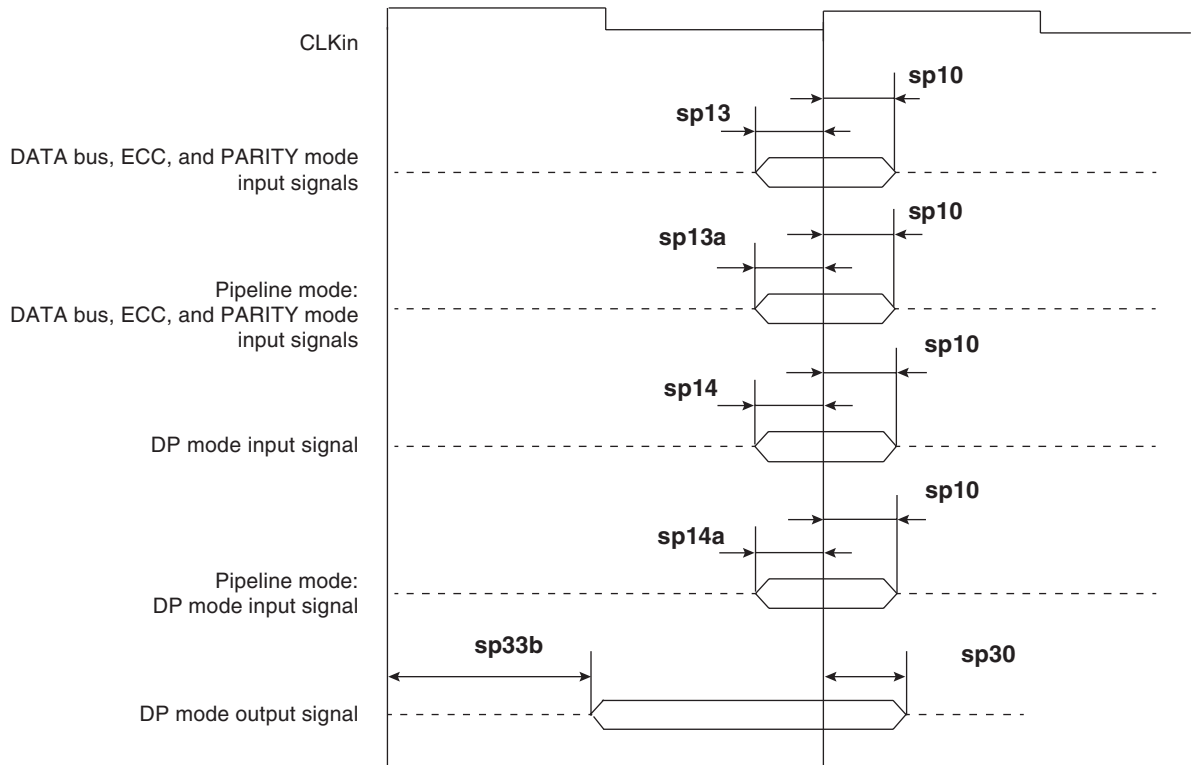 CLKin
sp10
sp13
DATA bus, ECC, and PARITY mode
input signals
sp10
sp13a
Pipeline mode:
DATA bus, ECC, and PARITY mode
input signals
sp10
sp14
DP mode input signal
sp10
sp14a
Pipeline mode:
DP mode input signal
sp33b
sp30
DP mode output signal